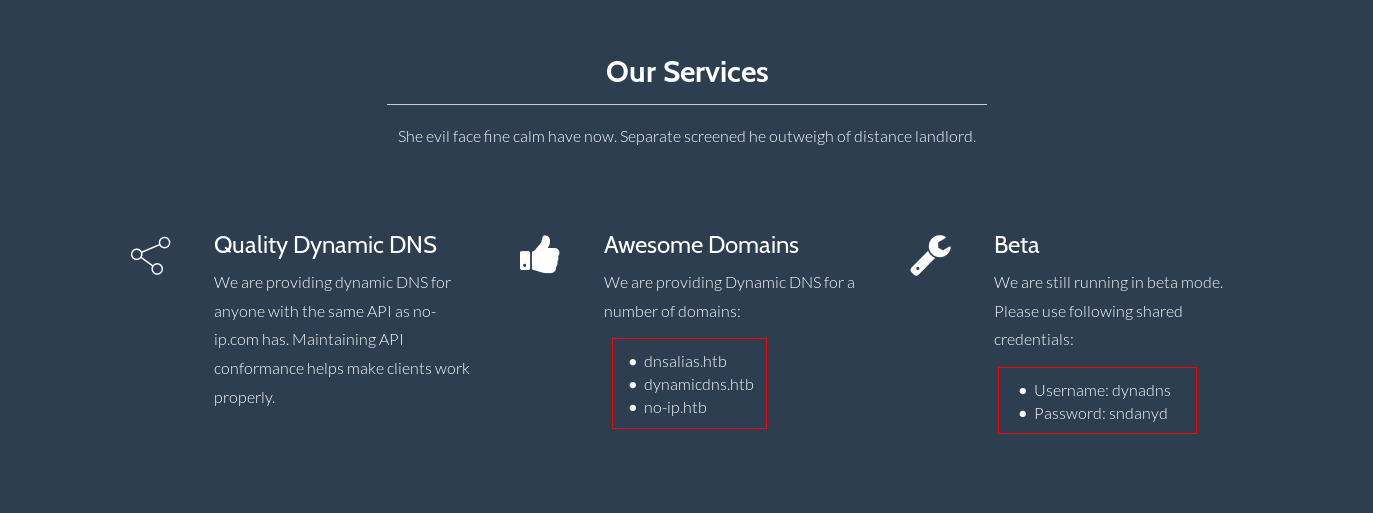 Our Services
She evil face fine calm have now. Separate screened he outweigh of distance landlord.
Quality Dynamic DNS
We are providing dynamic DNS for
anyone with the same API as no-
ip.com has. Maintaining API
conformance helps make clients work
properly.
Awesome Domains
We are providing Dynamic DNS for a
number of domains:
• dnsalias.htb
• dynamicdns.htb
• no-ip.htb
Beta
We are still running in beta mode.
Please use following shared
credentials:
• Username: dynadns
• Password: sndanyd